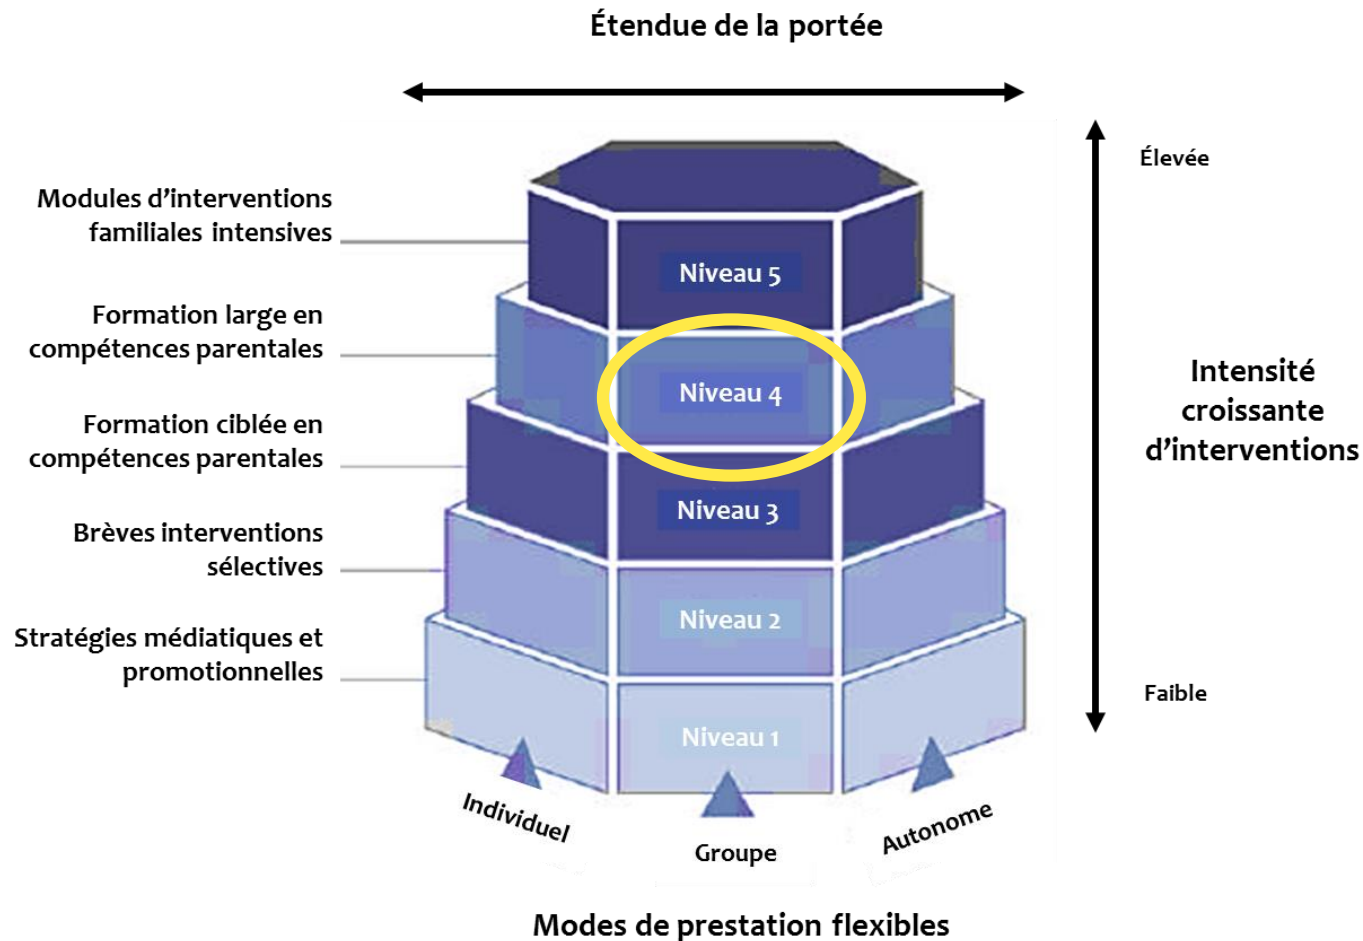 Étendue de la portée
Élevée
Modules d’interventions
familiales intensives
Niveau 5
Formation large en
compétences parentales
Niveau 4
Intensité
croissante
d’interventions
Formation ciblée en
compétences parentales
Niveau 3
Brèves interventions
sélectives
Niveau 2
Stratégies médiatiques et
promotionnelles
Faible
Niveau 1
Individuel
Groupe
Autonome
Modes de prestation flexibles